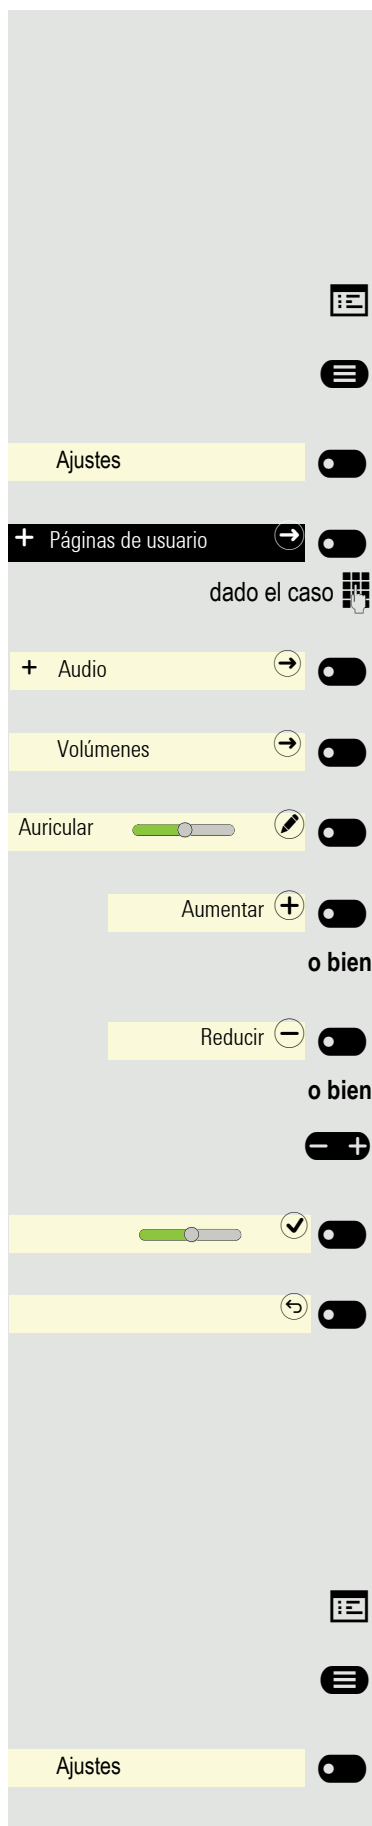 Ajustes
+ Páginas de usuario
dado el caso
+ Audio
Volúmenes
Auricular
Aumentar +
o bien
Reducir −
o bien
− +
Ajustes